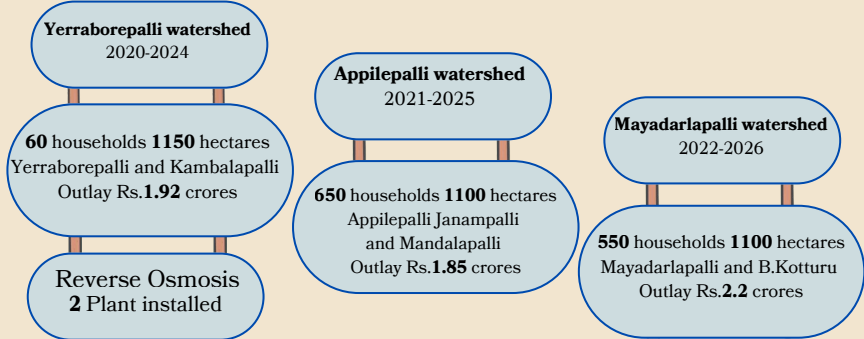 Yerraborepalli watershed
2020-2024
60 households 1150 hectares
Yerraborepalli and Kambalapalli
Outlay Rs.1.92 crores
Reverse Osmosis
2 Plant installed
Appilepalli watershed
2021-2025
650 households 1100 hectares
Appilepalli Janampalli
and Mandalapalli
Outlay Rs.1.85 crores
Mayadarlapalli watershed
2022-2026
550 households 1100 hectares
Mayadarlapalli and B.Kotturu
Outlay Rs.2.2 crores